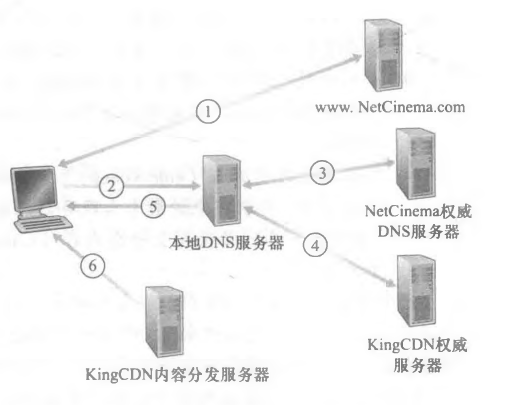 www. NetCinema.com
①
②
③
⑤
NetCinema权威
DNS服务器
本地DNS服务器
④
⑥
KingCDN权威
服务器
KingCDN内容分发服务器